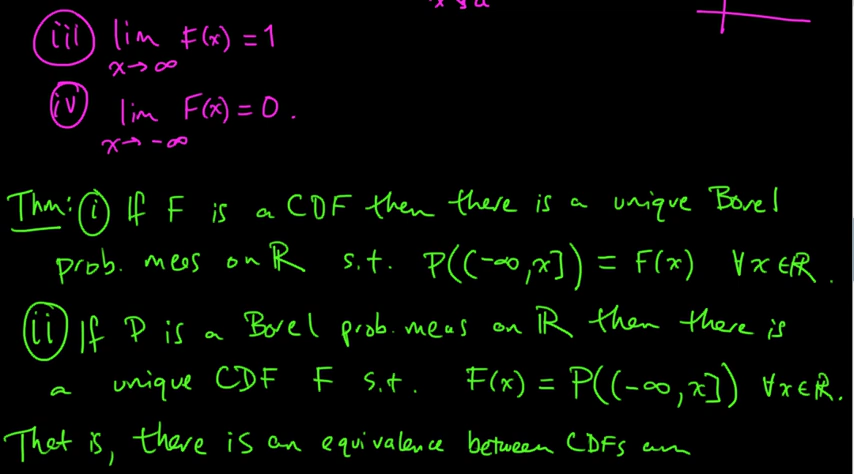 x↓a
(iii) lim F(x) = 1
x→∞
(iv) lim F(x) = 0.
x→-∞
Thm: (i) If F is a CDF then there is a unique Borel
prob. meas on ℝ s.t. P((-∞,x]) = F(x) ∀x∈ℝ.
(ii) If P is a Borel prob. meas on ℝ then there is
a unique CDF F s.t. F(x) = P((-∞,x]) ∀x∈ℝ.
That is, there is an equivalence between CDFs an